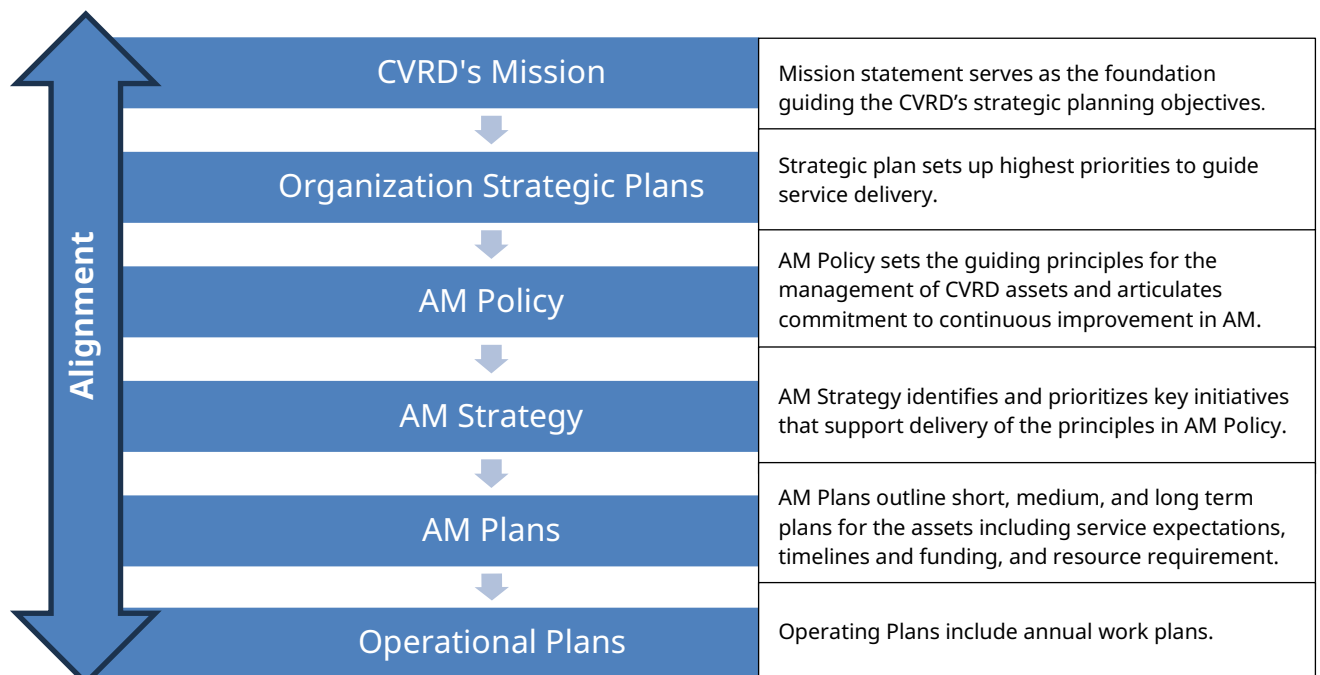 Alignment
CVRD's Mission
Mission statement serves as the foundation
guiding the CVRD’s strategic planning objectives.
Organization Strategic Plans
Strategic plan sets up highest priorities to guide
service delivery.
AM Policy
AM Policy sets the guiding principles for the
management of CVRD assets and articulates
commitment to continuous improvement in AM.
AM Strategy
AM Strategy identifies and prioritizes key initiatives
that support delivery of the principles in AM Policy.
AM Plans
AM Plans outline short, medium, and long term
plans for the assets including service expectations,
timelines and funding, and resource requirement.
Operational Plans
Operating Plans include annual work plans.